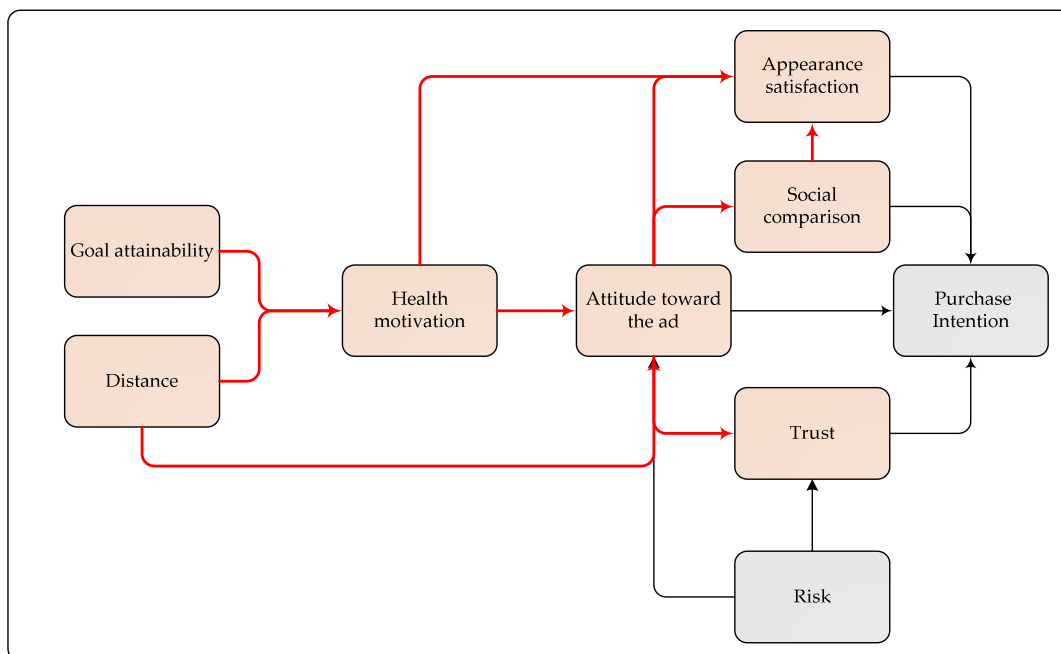 Appearance
satisfaction
Social
comparison
Goal attainability
Health
motivation
Attitude toward
the ad
Purchase
Intention
Distance
Trust
Risk